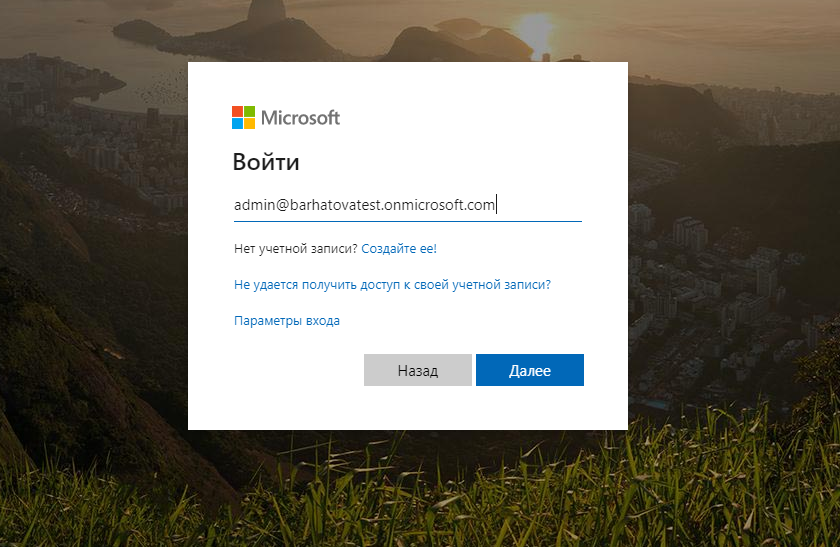 Microsoft
Войти
admin@barhatovatest.onmicrosoft.com
Нет учетной записи? Создайте ее!
Не удается получить доступ к своей учетной записи?
Параметры входа
Назад Далее